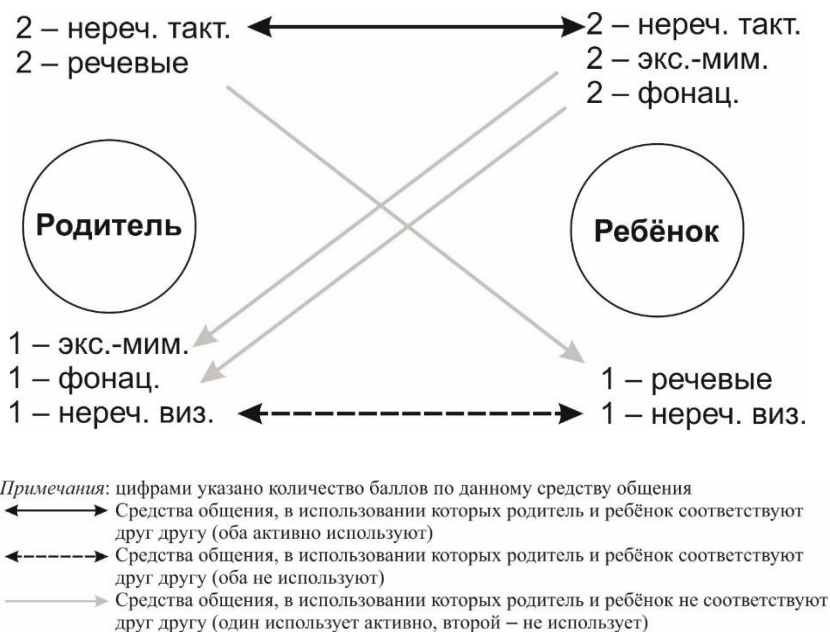 2 – нереч. такт.
2 – речевые
2 – нереч. такт.
2 – экс.-мим.
2 – фонац.
Родитель
Ребёнок
1 – экс.-мим.
1 – фонац.
1 – нереч. виз.
1 – речевые
1 – нереч. виз.
Примечания: цифрами указано количество баллов по данному средству общения
Средства общения, в использовании которых родитель и ребёнок соответствуют
друг другу (оба активно используют)
Средства общения, в использовании которых родитель и ребёнок соответствуют
друг другу (оба не используют)
Средства общения, в использовании которых родитель и ребёнок не соответствуют
друг другу (один использует активно, второй – не использует)